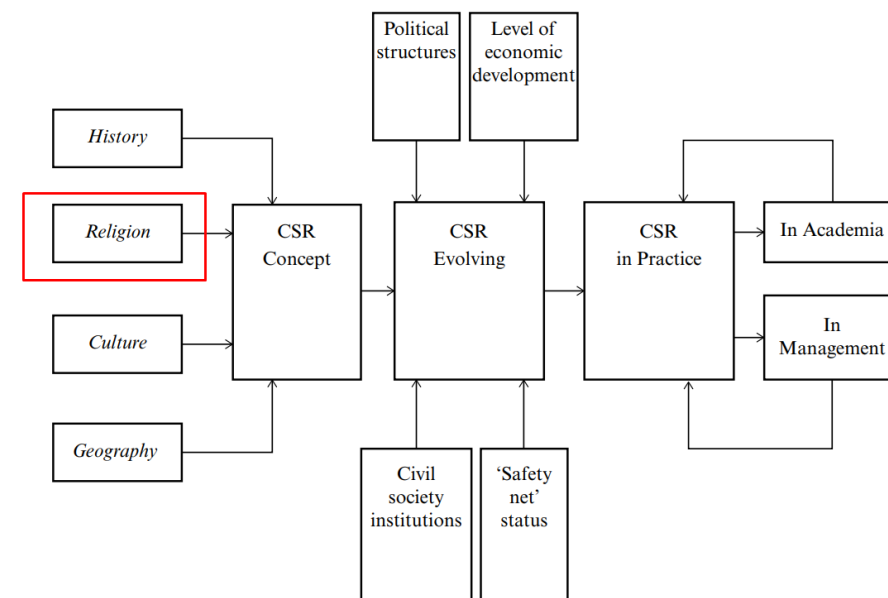 Political
structures
Level of
economic
development
History
Religion
Culture
Geography
CSR
Concept
CSR
Evolving
CSR
in Practice
In Academia
In
Management
Civil
society
institutions
‘Safety
net’
status